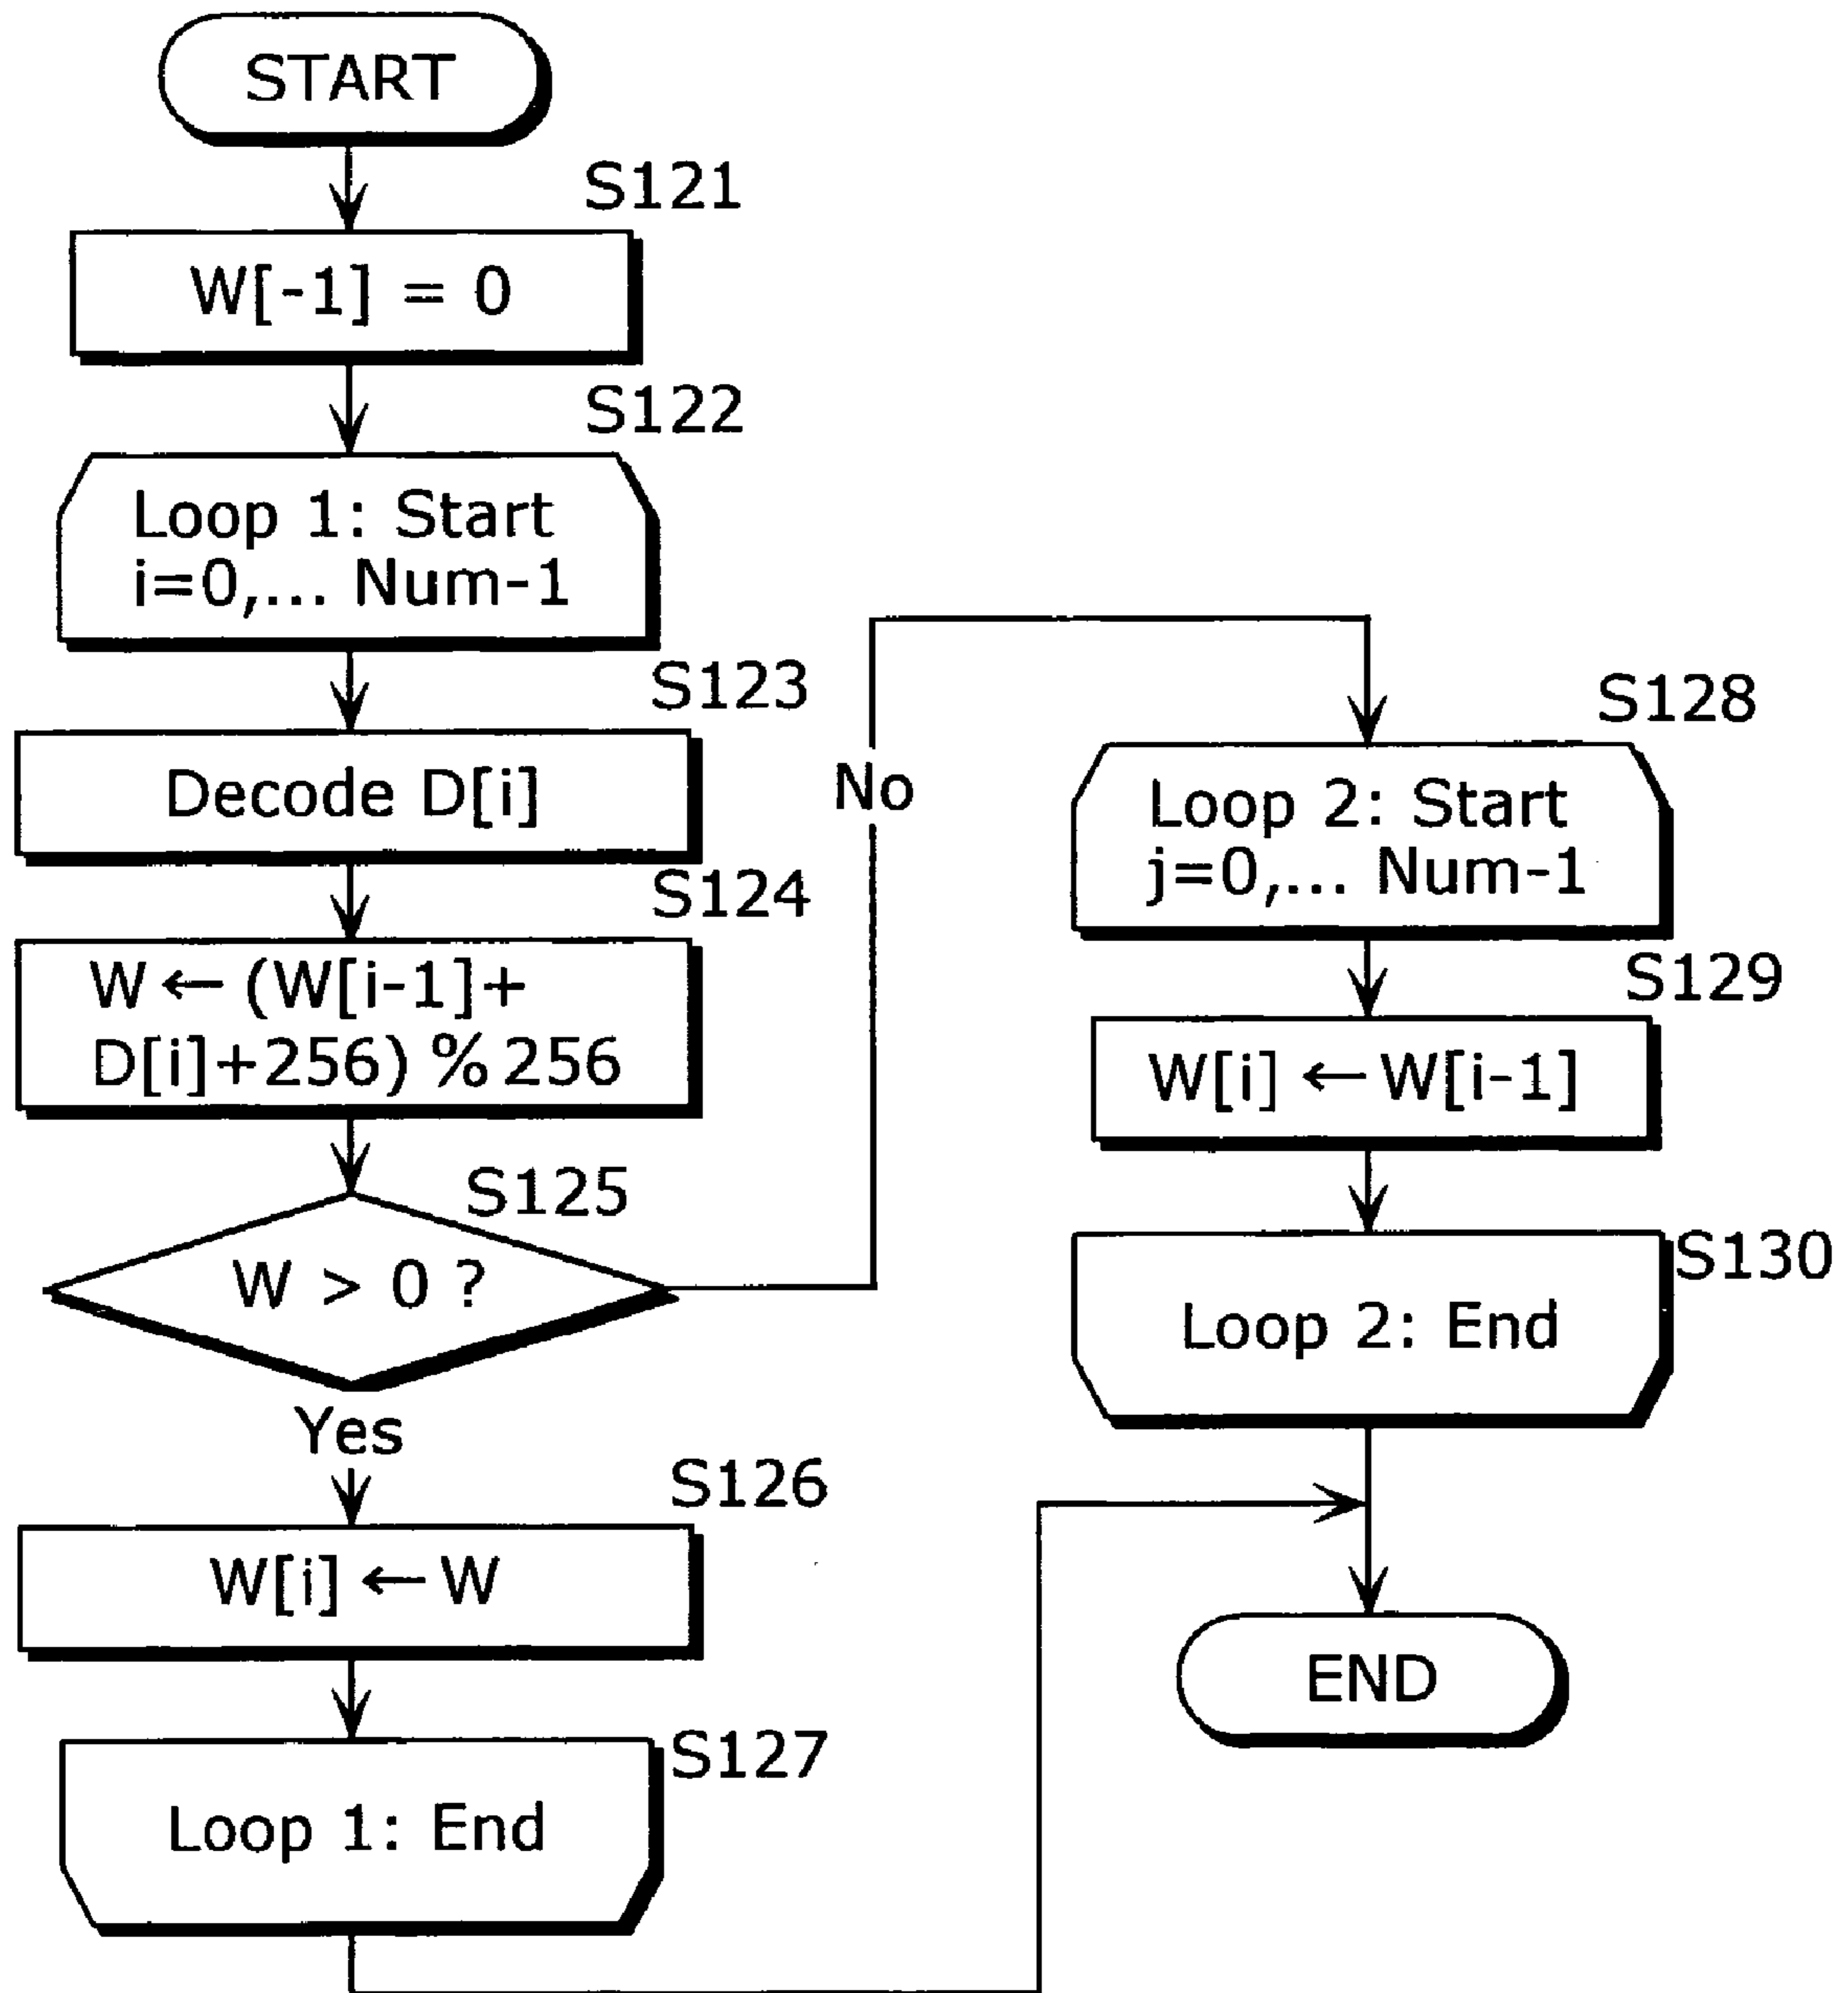 START
S121
W[-1] = 0
S122
Loop 1: Start
i=0,... Num-1
S123
Decode D[i]
S124
W ← (W[i-1]+
D[i]+256) % 256
S125
W > 0 ?
No
Yes
S126
W[i] ← W
S127
Loop 1: End
S128
Loop 2: Start
j=0,... Num-1
S129
W[i] ← W[i-1]
S130
Loop 2: End
END